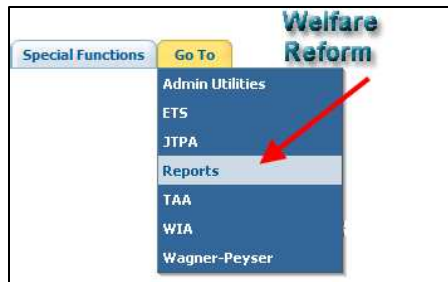 Welfare
Reform
Special Functions
Go To
Admin Utilities
ETS
JTPA
Reports
TAA
WIA
Wagner-Peyser